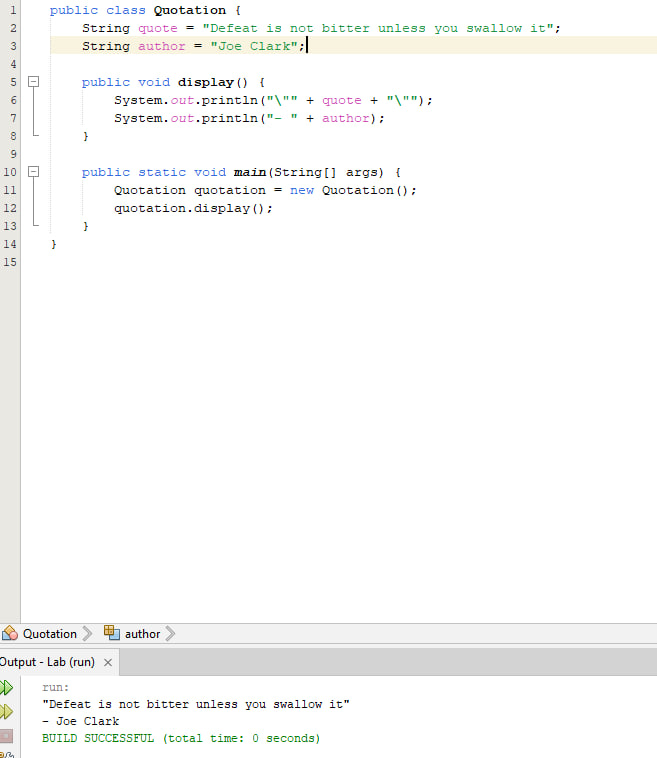 1 public class Quotation {
2 String quote = "Defeat is not bitter unless you swallow it";
3 String author = "Joe Clark";
4
5 public void display() {
6 System.out.println("\"" + quote + "\"");
7 System.out.println("- " + author);
8 }
9
10 public static void main(String[] args) {
11 Quotation quotation = new Quotation();
12 quotation.display();
13 }
14 }
15
Quotation author
Output - Lab (run)
run:
"Defeat is not bitter unless you swallow it"
- Joe Clark
BUILD SUCCESSFUL (total time: 0 seconds)